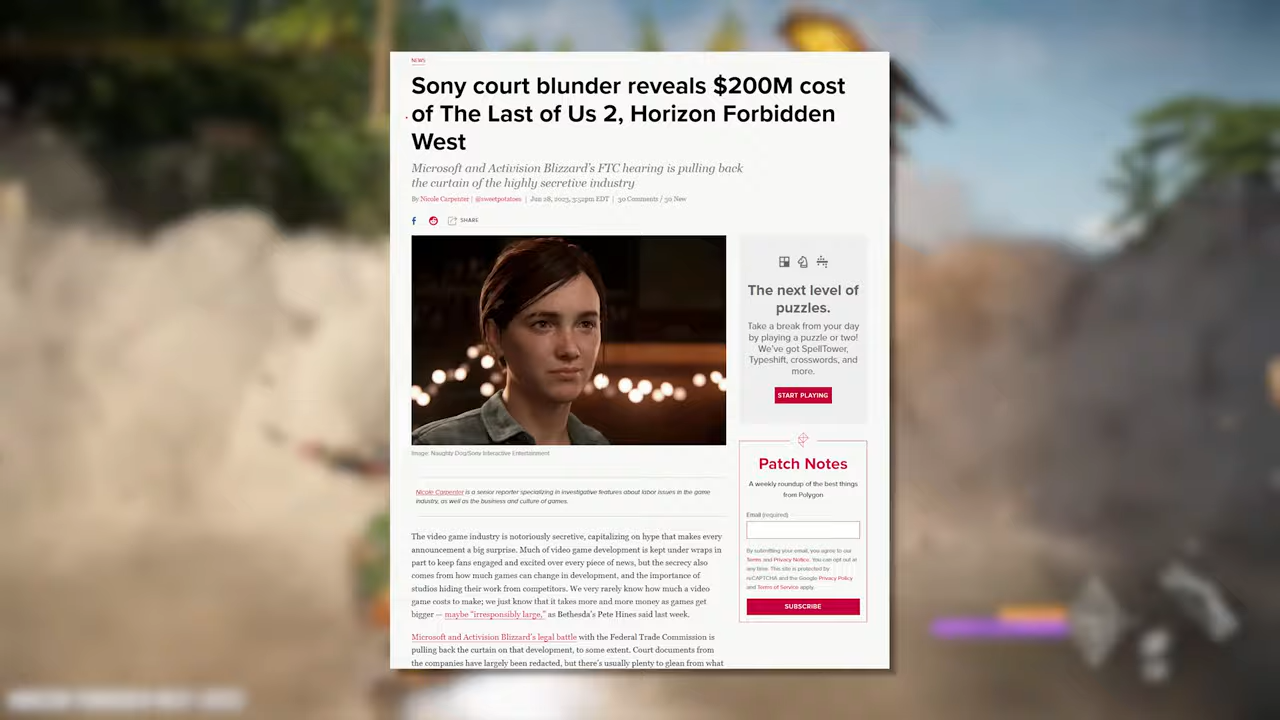 NEWS
Sony court blunder reveals $200M cost
of The Last of Us 2, Horizon Forbidden
West
Microsoft and Activision Blizzard's FTC hearing is pulling back
the curtain of the highly secretive industry
By Nicole Carpenter | @sweetpotatoes | Jun 28, 2023, 3:52pm EDT | 30 Comments / 30 New
SHARE
Image: Naughty Dog/Sony Interactive Entertainment
Nicole Carpenter is a senior reporter specializing in investigative features about labor issues in the game
industry, as well as the business and culture of games.
The video game industry is notoriously secretive, capitalizing on hype that makes every
announcement a big surprise. Much of video game development is kept under wraps in
part to keep fans engaged and excited over every piece of news, but the secrecy also
comes from how much games can change in development, and the importance of
studios hiding their work from competitors. We very rarely know how much a video
game costs to make; we just know that it takes more and more money as games get
bigger — maybe "irresponsibly large," as Bethesda's Pete Hines said last week.
Microsoft and Activision Blizzard's legal battle with the Federal Trade Commission is
pulling back the curtain on that development, to some extent. Court documents from
the companies have largely been redacted, but there's usually plenty to glean from what
The next level of
puzzles.
Take a break from your day
by playing a puzzle or two!
We've got SpellTower,
Typeshift, crosswords, and
more.
START PLAYING
Patch Notes
A weekly roundup of the best things
from Polygon
Email (required)
By submitting your email, you agree to our
Terms and Privacy Notice. You can opt out at
any time. This site is protected by
reCAPTCHA and the Google Privacy Policy
and Terms of Service apply.
SUBSCRIBE